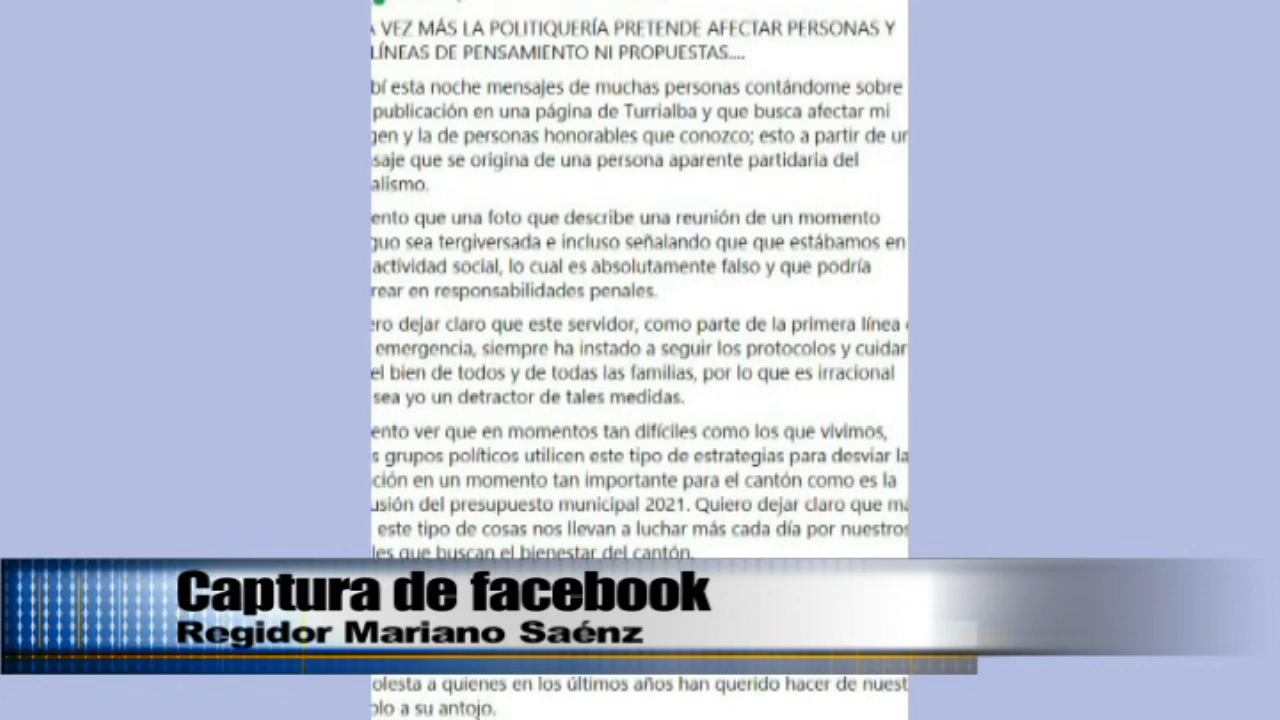 VEZ MÁS LA POLITIQUERÍA PRETENDE AFECTAR PERSONAS Y
LÍNEAS DE PENSAMIENTO NI PROPUESTAS....
bí esta noche mensajes de muchas personas contándome sobre
publicación en una página de Turrialba y que busca afectar mi
gen y la de personas honorables que conozco; esto a partir de un
saje que se origina de una persona aparente partidaria del
alismo.
ento que una foto que describe una reunión de un momento
guo sea tergiversada e incluso señalando que que estábamos en
actividad social, lo cual es absolutamente falso y que podría
rear en responsabilidades penales.
ero dejar claro que este servidor, como parte de la primera línea
emergencia, siempre ha instado a seguir los protocolos y cuidar
el bien de todos y de todas las familias, por lo que es irracional
sea yo un detractor de tales medidas.
ento ver que en momentos tan difíciles como los que vivimos,
s grupos políticos utilicen este tipo de estrategias para desviar la
ción en un momento tan importante para el cantón como es la
usión del presupuesto municipal 2021. Quiero dejar claro que má
este tipo de cosas nos llevan a luchar más cada día por nuestros
les que buscan el bienestar del cantón.
Captura de facebook
Regidor Mariano Saénz
olesta a quienes en los últimos años han querido hacer de nuest
blo a su antojo.